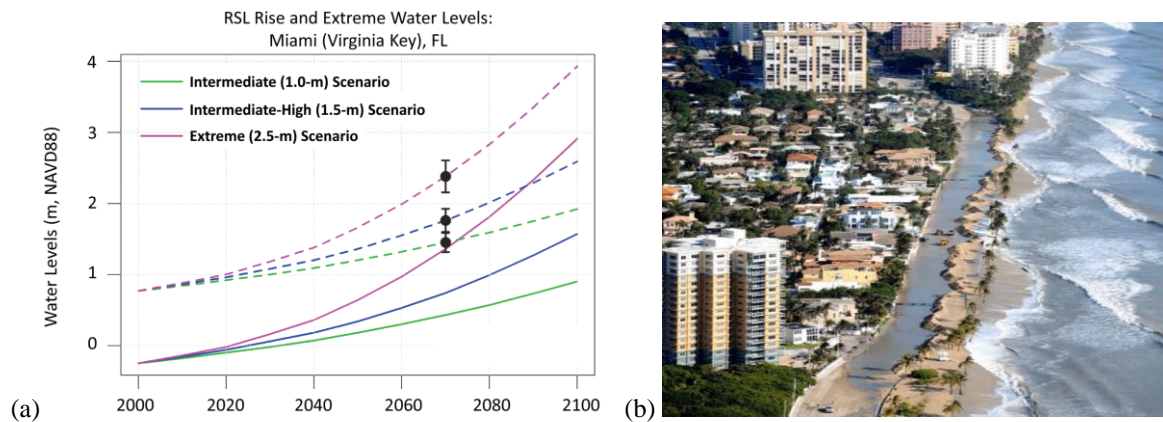 RSL Rise and Extreme Water Levels:
Miami (Virginia Key), FL
Water Levels (m, NAVD88)
4
3
2
1
0
Intermediate (1.0-m) Scenario
Intermediate-High (1.5-m) Scenario
Extreme (2.5-m) Scenario
2000 2020 2040 2060 2080 2100
(a)
(b)